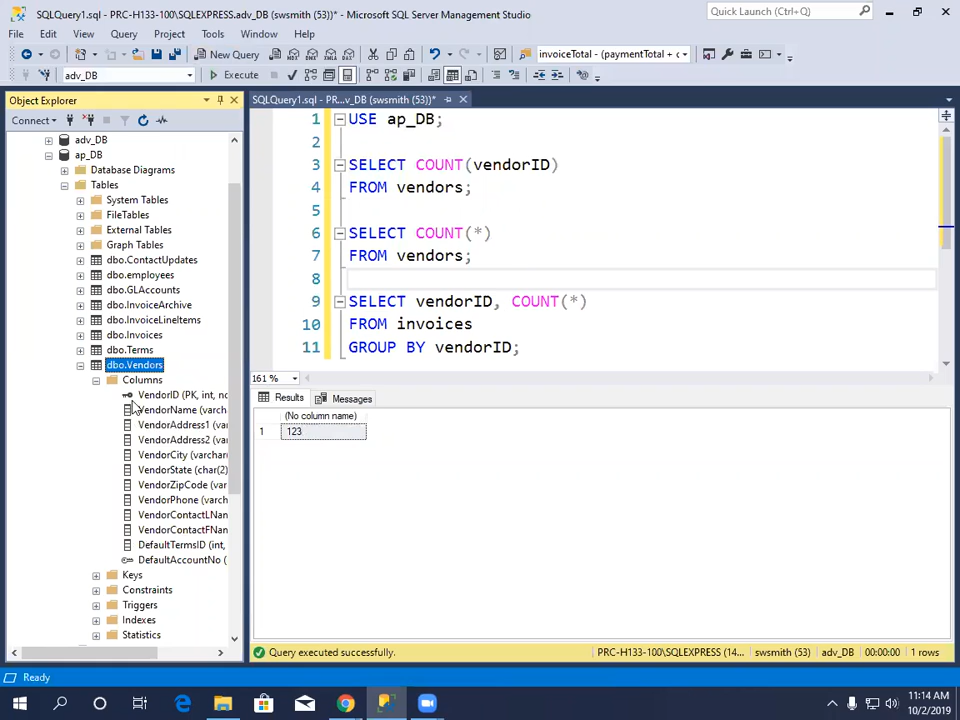 SQLQuery1.sql - PRC-H133-100\SQLEXPRESS.adv_DB (swsmith (53))* - Microsoft SQL Server Management Studio
Quick Launch (Ctrl+Q)
File Edit View Query Project Tools Window Help
New Query
invoiceTotal - (paymentTotal + c
adv_DB
Execute
Object Explorer
SQLQuery1.sql - PR...v_DB (swsmith (53))*
Connect
adv_DB
ap_DB
Database Diagrams
Tables
System Tables
FileTables
External Tables
Graph Tables
dbo.ContactUpdates
dbo.employees
dbo.GLAccounts
dbo.InvoiceArchive
dbo.InvoiceLineItems
dbo.Invoices
dbo.Terms
dbo.Vendors
Columns
VendorID (PK, int, no
VendorName (varch
VendorAddress1 (va
VendorAddress2 (va
VendorCity (varchar
VendorState (char(2)
VendorZipCode (var
VendorPhone (varch
VendorContactLNan
VendorContactFNan
DefaultTermsID (int,
DefaultAccountNo (
Keys
Constraints
Triggers
Indexes
Statistics
1 USE ap_DB;
2
3 SELECT COUNT(vendorID)
4 FROM vendors;
5
6 SELECT COUNT(*)
7 FROM vendors;
8
9 SELECT vendorID, COUNT(*)
10 FROM invoices
11 GROUP BY vendorID;
161 %
Results Messages
(No column name)
1 123
Query executed successfully.
PRC-H133-100\SQLEXPRESS (14... swsmith (53) adv_DB 00:00:00 1 rows
Ready
11:14 AM
10/2/2019